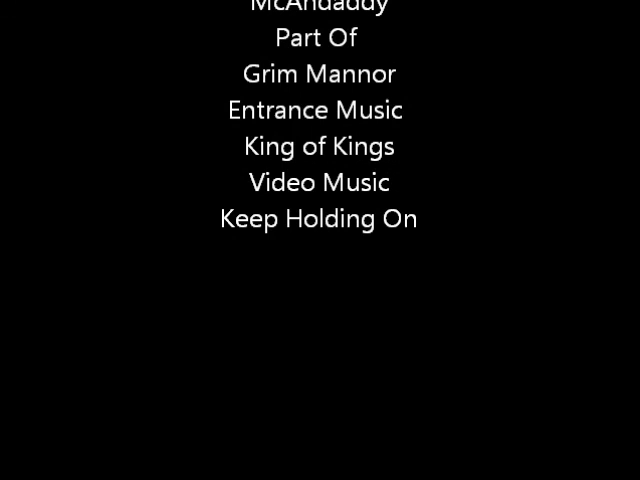 McAndaddy
Part Of
Grim Mannor
Entrance Music
King of Kings
Video Music
Keep Holding On